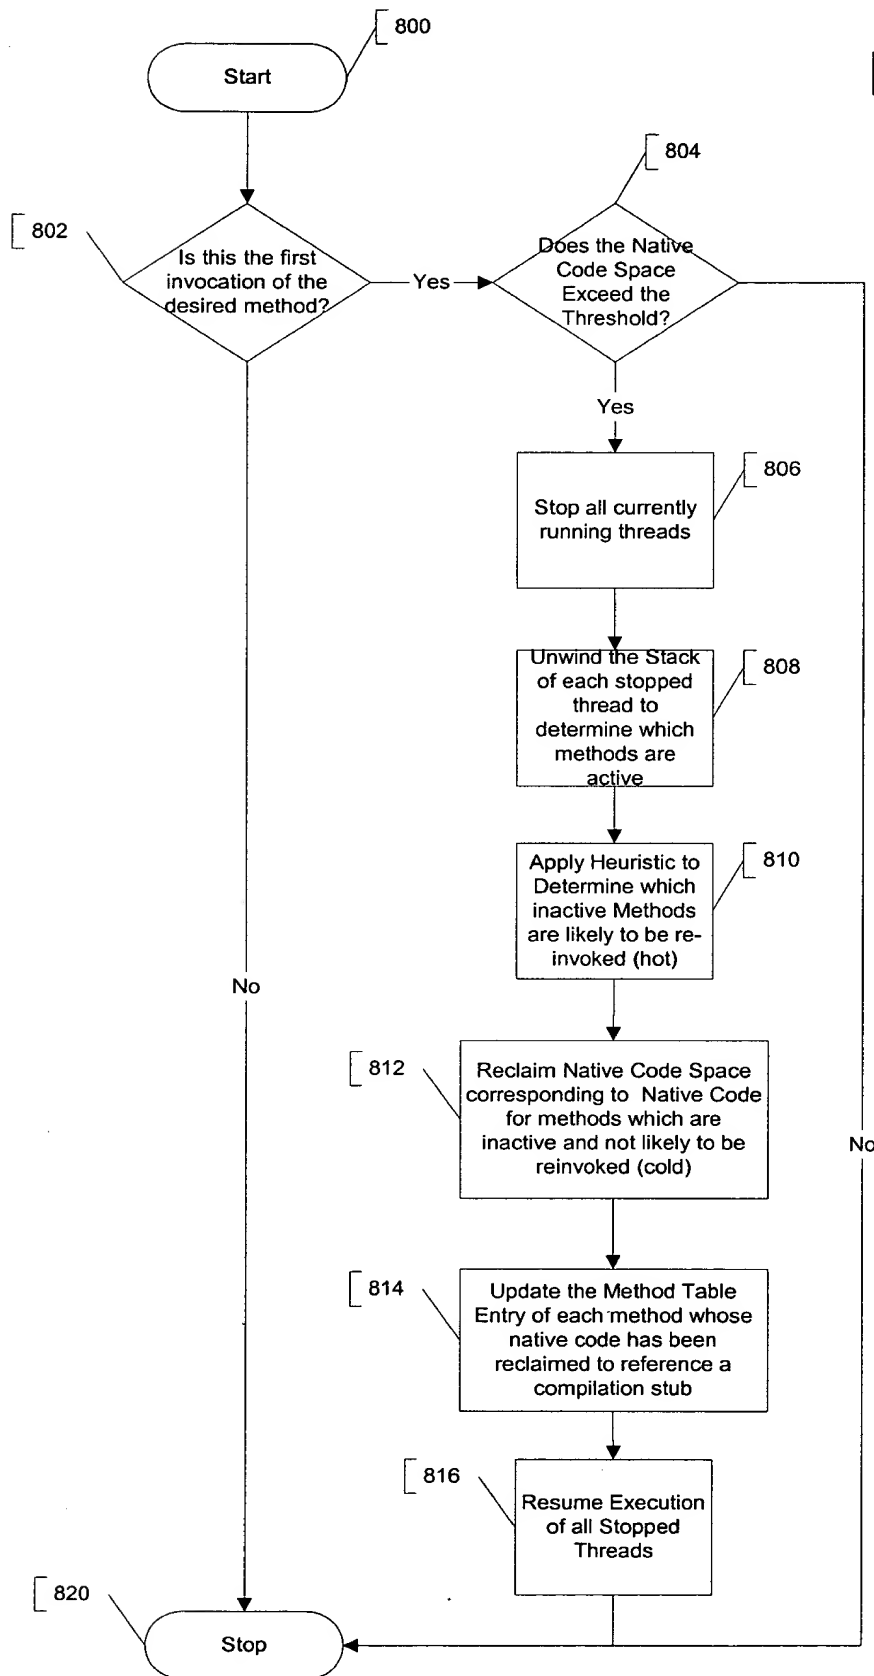 800
Start
804
802
Is this the first
invocation of the
desired method?
Yes
Does the Native
Code Space
Exceed the
Threshold?
Yes
806
Stop all currently
running threads
808
Unwind the Stack
of each stopped
thread to
determine which
methods are
active
810
Apply Heuristic to
Determine which
inactive Methods
are likely to be re-
invoked (hot)
No
812
Reclaim Native Code Space
corresponding to Native Code
for methods which are
inactive and not likely to be
reinvoked (cold)
No
814
Update the Method Table
Entry of each method whose
native code has been
reclaimed to reference a
compilation stub
816
Resume Execution
of all Stopped
Threads
820
Stop